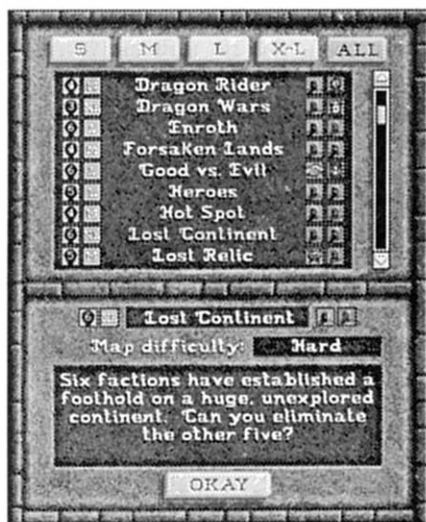 S M L X-L ALL
Dragon Rider
Dragon Wars
Enroth
Forsaken Lands
Good vs. Evil
Heroes
Hot Spot
Lost Continent
Lost Relic
Lost Continent
Map difficulty: Hard
Six factions have established a
foothold on a huge, unexplored
continent. Can you eliminate
the other five?
OKAY